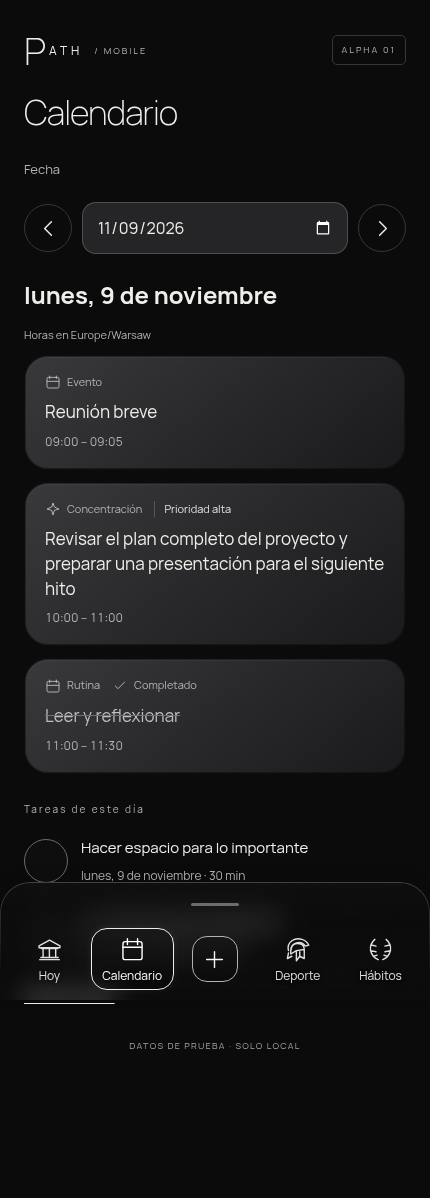 PATH / MOBILE
ALPHA 01
Calendario
Fecha
11/09/2026
lunes, 9 de noviembre
Horas en Europe/Warsaw
Evento
Reunión breve
09:00 – 09:05
Concentración | Prioridad alta
Revisar el plan completo del proyecto y
preparar una presentación para el siguiente
hito
10:00 – 11:00
Rutina Completado
Leer y reflexionar
11:00 – 11:30
Tareas de este día
Hacer espacio para lo importante
lunes, 9 de noviembre · 30 min
Hoy
Calendario
Deporte
Hábitos
DATOS DE PRUEBA · SOLO LOCAL